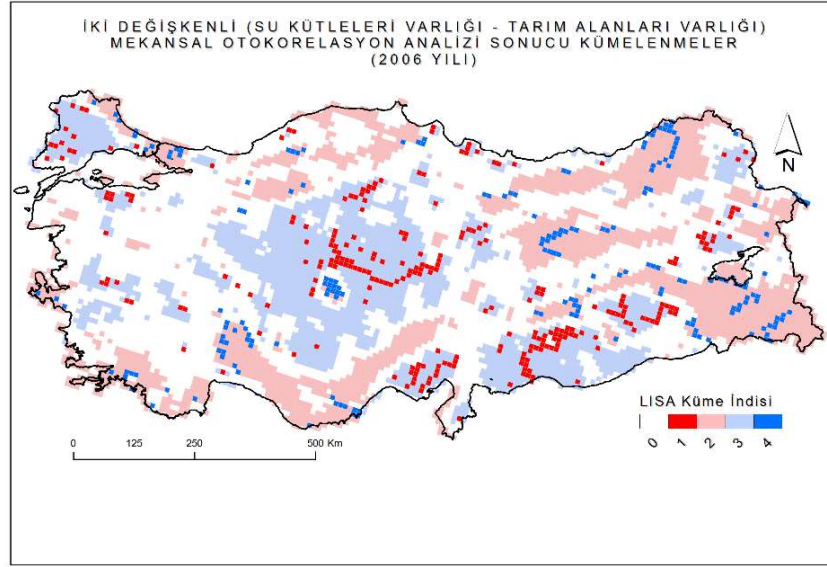 İKİ DEĞİŞKENLİ (SU KÜTLELERİ VARLIĞI - TARIM ALANLARI VARLIĞI)
MEKANSAL OTOKORELASYON ANALİZİ SONUCU KÜMELENMELER
(2006 YILI)
N
LISA Küme İndisi
0 1 2 3 4
0 125 250 500 Km